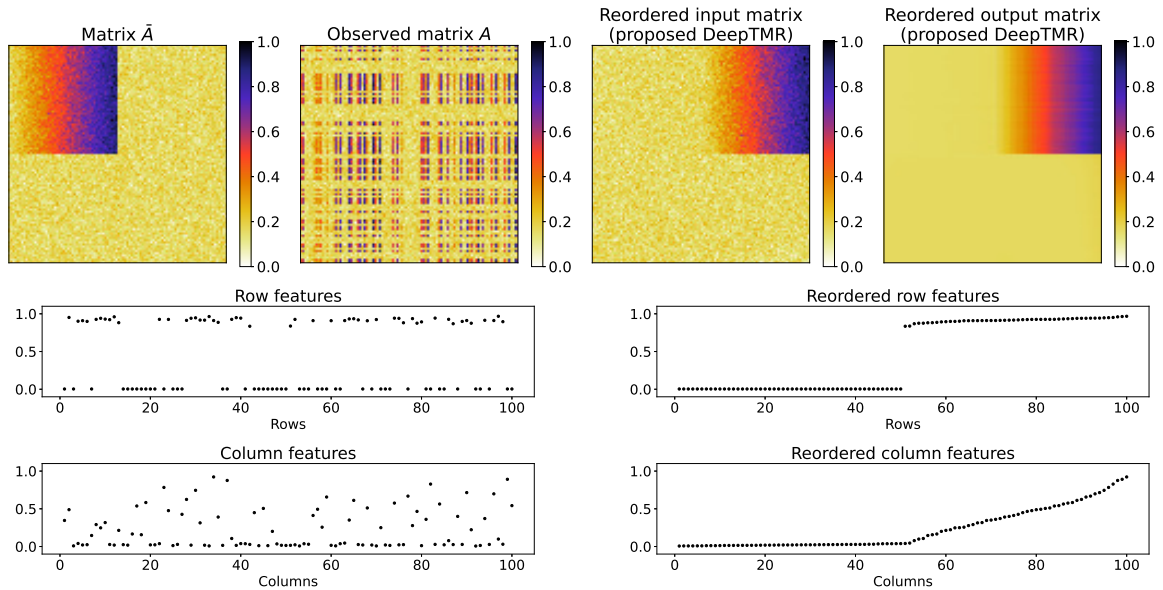 Matrix Ā
Observed matrix A
Reordered input matrix
(proposed DeepTMR)
Reordered output matrix
(proposed DeepTMR)
1.0
0.8
0.6
0.4
0.2
0.0
1.0
0.8
0.6
0.4
0.2
0.0
1.0
0.8
0.6
0.4
0.2
0.0
1.0
0.8
0.6
0.4
0.2
0.0
Row features
1.0
0.5
0.0
0 20 40 60 80 100
Rows
Reordered row features
1.0
0.5
0.0
0 20 40 60 80 100
Rows
Column features
1.0
0.5
0.0
0 20 40 60 80 100
Columns
Reordered column features
1.0
0.5
0.0
0 20 40 60 80 100
Columns